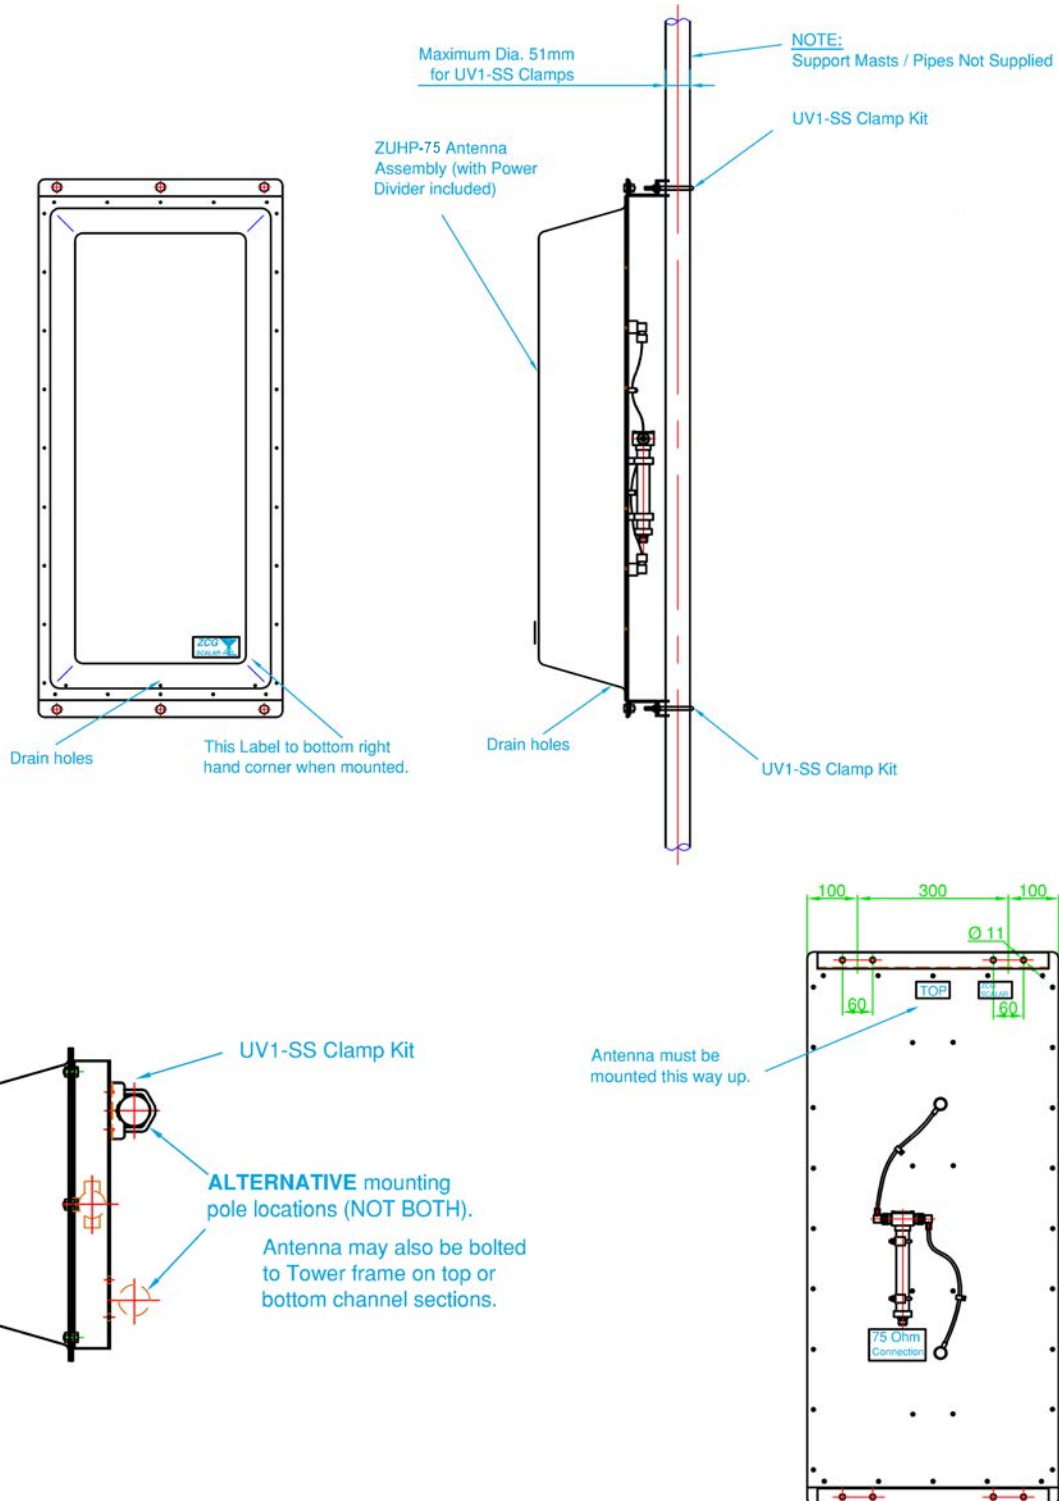 Maximum Dia. 51mm
for UV1-SS Clamps
NOTE:
Support Masts / Pipes Not Supplied
UV1-SS Clamp Kit
ZUHP-75 Antenna
Assembly (with Power
Divider included)
ZCG
SCALAR
Drain holes
This Label to bottom right
hand corner when mounted.
Drain holes
UV1-SS Clamp Kit
100
300
100
Ø 11
TOP
ZCG
SCALAR
60
60
Antenna must be
mounted this way up.
UV1-SS Clamp Kit
ALTERNATIVE mounting
pole locations (NOT BOTH).
Antenna may also be bolted
to Tower frame on top or
bottom channel sections.
75 Ohm
Connection